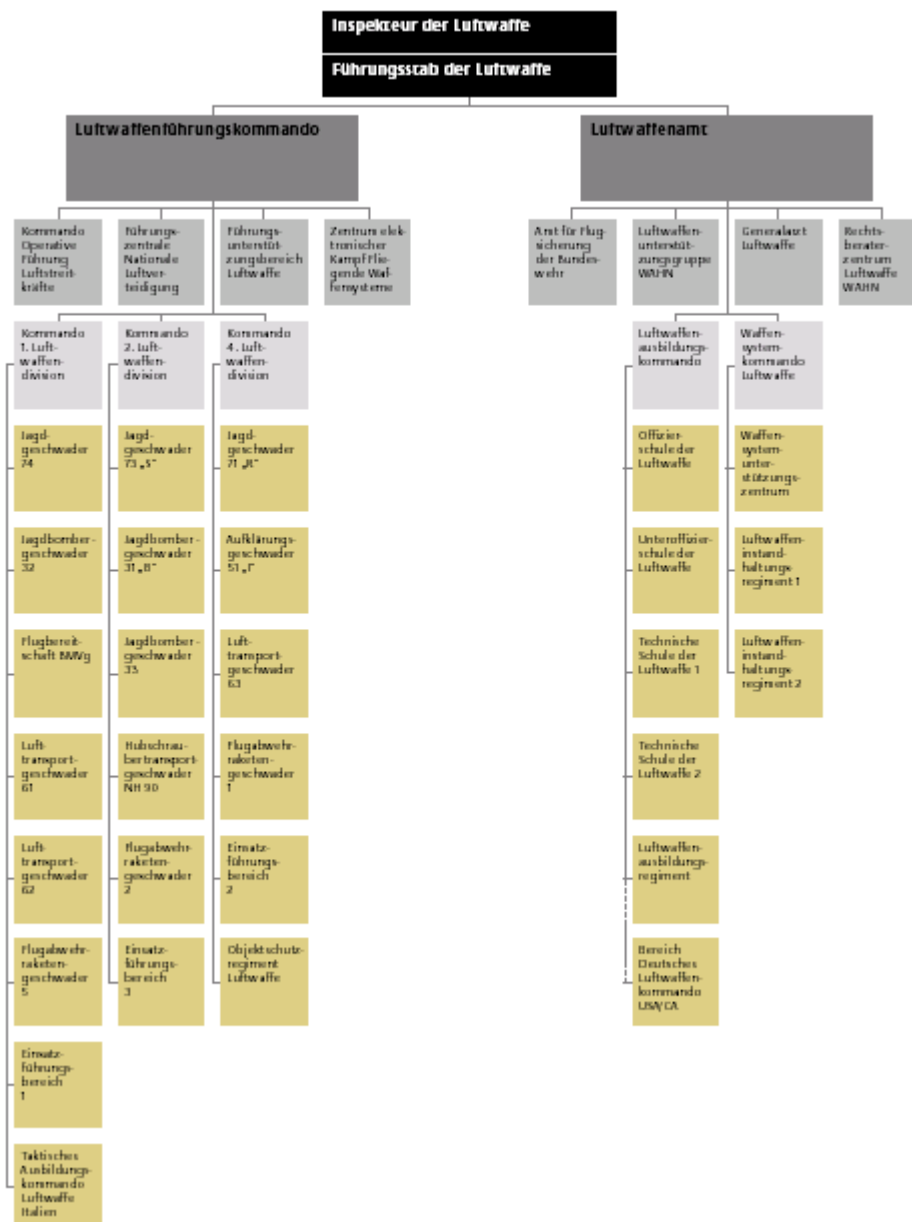 Inspekteur der Luftwaffe
Führungsstab der Luftwaffe
Luftwaffenführungskommando
Luftwaffenamt
Kommando
Operative
Führung
Luftstreit-
kräfte
Führungs-
zentrale
Nationale
Luftver-
teidigung
Führungs-
unterstüt-
zungsbereich
Luftwaffe
Zentrum elek-
tronischer
Kampf Flie-
gende Waf-
fensysteme
Amt für Flug-
sicherung
der Bundes-
wehr
Luftwaffen-
unterstüt-
zungsgruppe
WAHN
Generalarzt
Luftwaffe
Rechts-
berater-
zentrum
Luftwaffe
WAHN
Kommando
1. Luft-
waffen-
division
Kommando
2. Luft-
waffen-
division
Kommando
4. Luft-
waffen-
division
Luftwaffen-
ausbildungs-
kommando
Waffen-
system-
kommando
Luftwaffe
Jagd-
geschwader
74
Jagd-
geschwader
73 „S“
Jagd-
geschwader
71 „R“
Offizier-
schule der
Luftwaffe
Waffen-
system-
unter-
stützungs-
zentrum
Jagdbomber-
geschwader
32
Jagdbomber-
geschwader
31 „B“
Aufklärungs-
geschwader
51 „I“
Unteroffizier-
schule der
Luftwaffe
Luftwaffen-
instand-
haltungs-
regiment 1
Flugbereit-
schaft BMVg
Jagdbomber-
geschwader
33
Luft-
transport-
geschwader
63
Technische
Schule der
Luftwaffe 1
Luftwaffen-
instand-
haltungs-
regiment 2
Luft-
transport-
geschwader
61
Hubschrau-
bertransport-
geschwader
NH 90
Flugabwehr-
raketen-
geschwader
1
Technische
Schule der
Luftwaffe 2
Luft-
transport-
geschwader
62
Flugabwehr-
raketen-
geschwader
2
Einsatz-
führungs-
bereich
2
Luftwaffen-
ausbildungs-
regiment
Flugabwehr-
raketen-
geschwader
5
Einsatz-
führungs-
bereich
3
Objektschutz-
regiment
Luftwaffe
Bereich
Deutsches
Luftwaffen-
kommando
USA/CA
Einsatz-
führungs-
bereich
1
Taktisches
Ausbildungs-
kommando
Luftwaffe
Italien